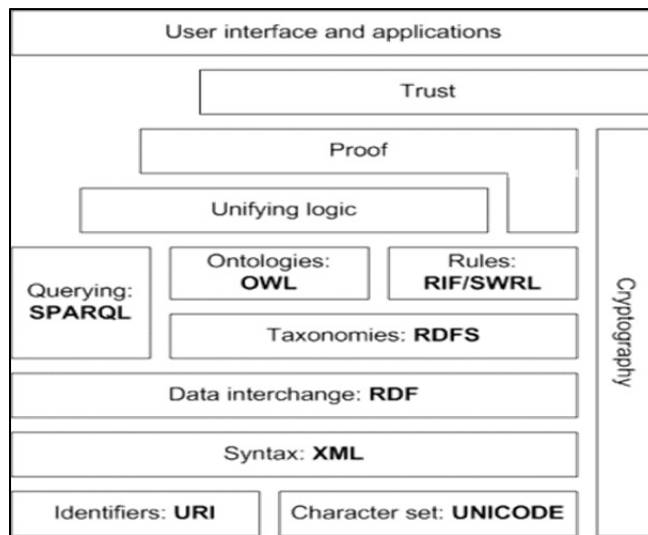 User interface and applications
Trust
Proof
Unifying logic
Querying:
SPARQL
Ontologies:
OWL
Rules:
RIF/SWRL
Taxonomies: RDFS
Data interchange: RDF
Syntax: XML
Identifiers: URI
Character set: UNICODE
Cryptography